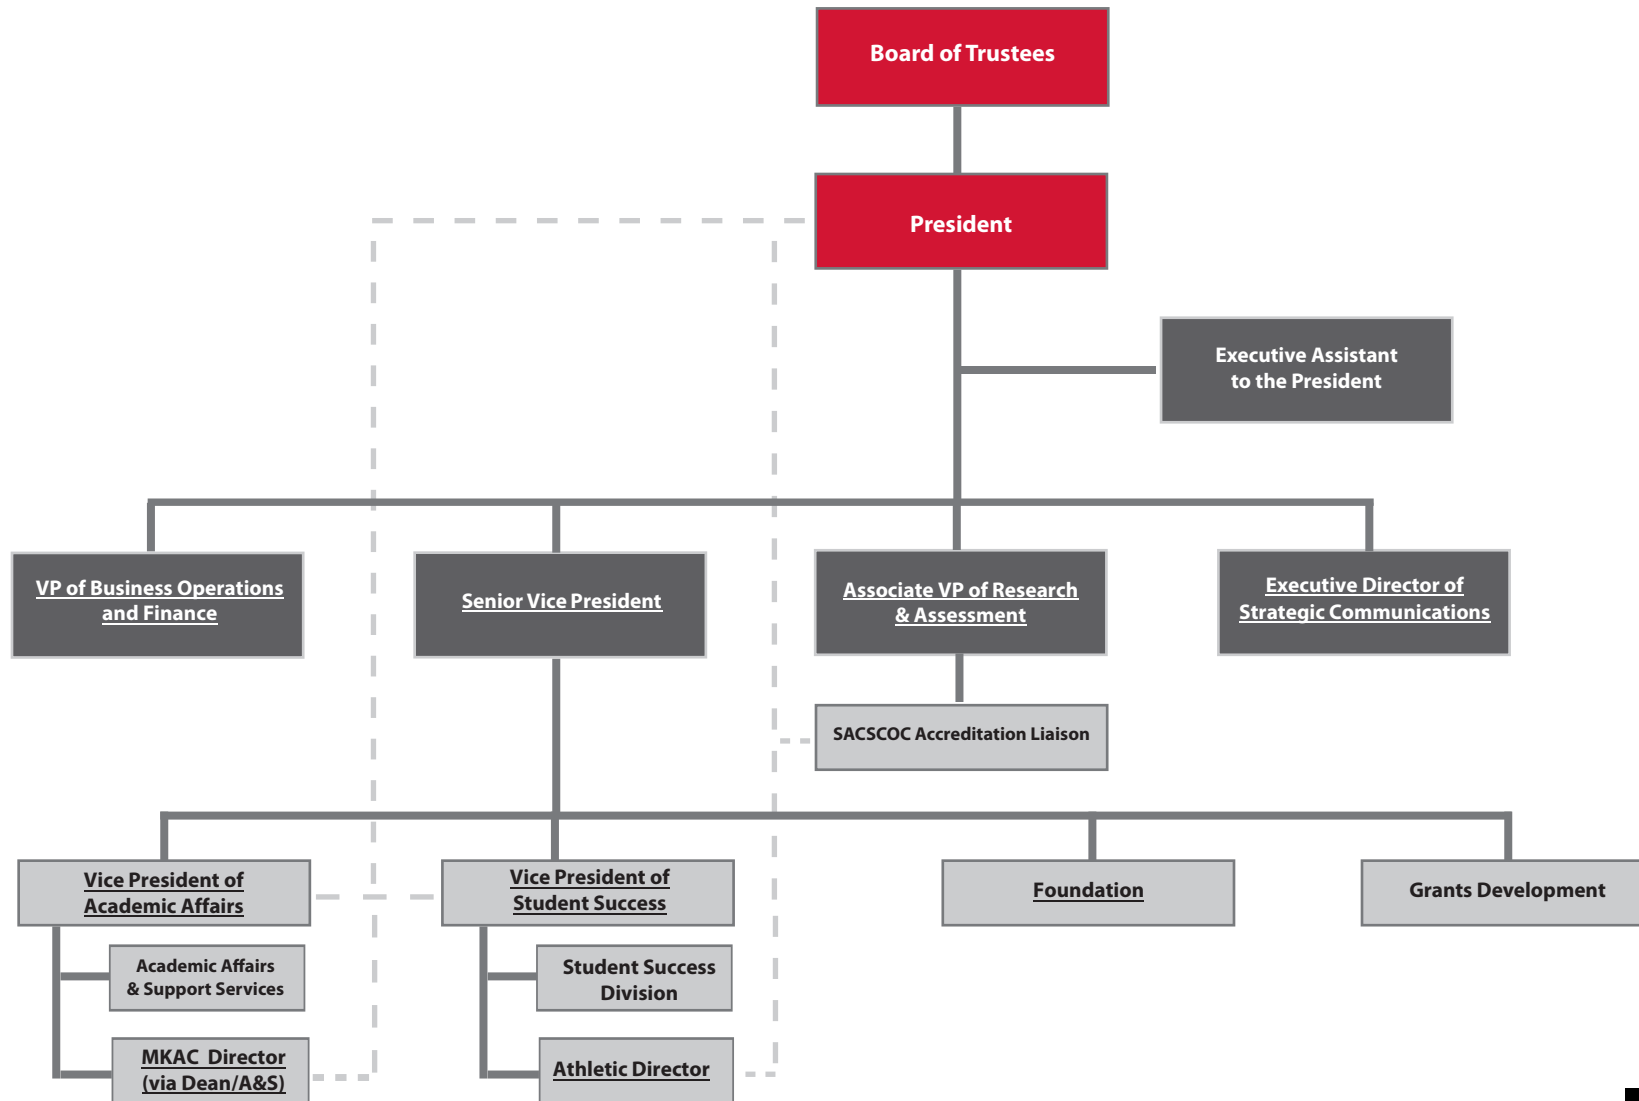 Board of Trustees
President
Executive Assistant
to the President
VP of Business Operations
and Finance
Senior Vice President
Associate VP of Research
& Assessment
Executive Director of
Strategic Communications
SACSCOC Accreditation Liaison
Vice President of
Academic Affairs
Vice President of
Student Success
Foundation
Grants Development
Academic Affairs
& Support Services
Student Success
Division
MKAC Director
(via Dean/A&S)
Athletic Director